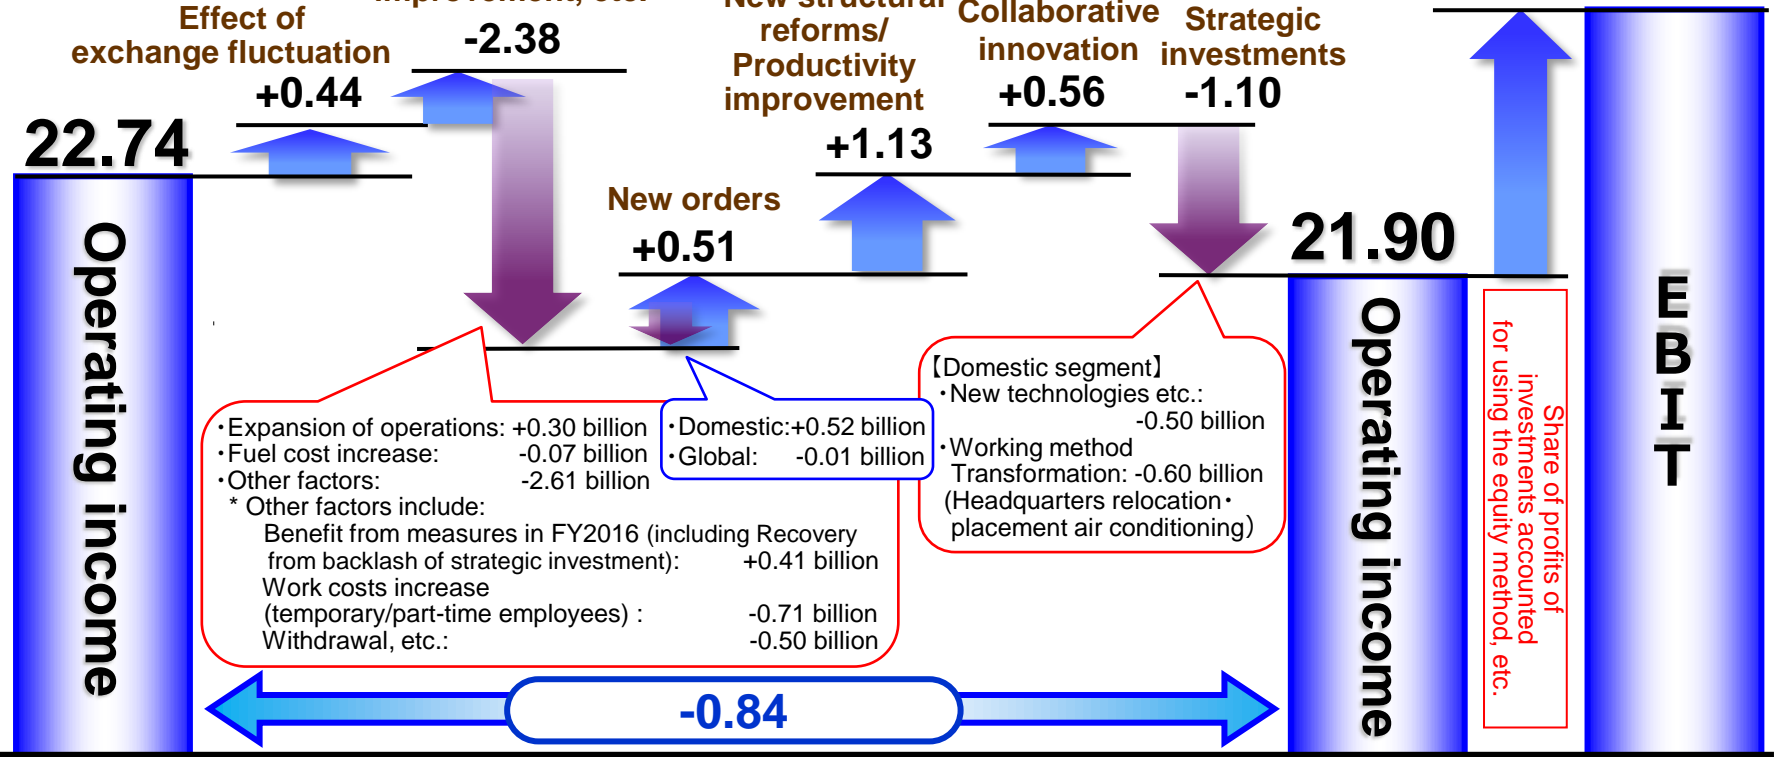 Effect of
exchange fluctuation
+0.44
improvement, etc.
-2.38
New structural
reforms/
Productivity
improvement
+1.13
Collaborative
innovation
+0.56
Strategic
investments
-1.10
22.74
Operating income
New orders
+0.51
21.90
Operating income
EBIT
Share of profits of
investments accounted
for using the equity method, etc.
・Expansion of operations: +0.30 billion
・Fuel cost increase: -0.07 billion
・Other factors: -2.61 billion
* Other factors include:
Benefit from measures in FY2016 (including Recovery
from backlash of strategic investment): +0.41 billion
Work costs increase
(temporary/part-time employees) : -0.71 billion
Withdrawal, etc.: -0.50 billion
・Domestic:+0.52 billion
・Global: -0.01 billion
【Domestic segment】
・New technologies etc.:
-0.50 billion
・Working method
Transformation: -0.60 billion
(Headquarters relocation・
placement air conditioning）
-0.84